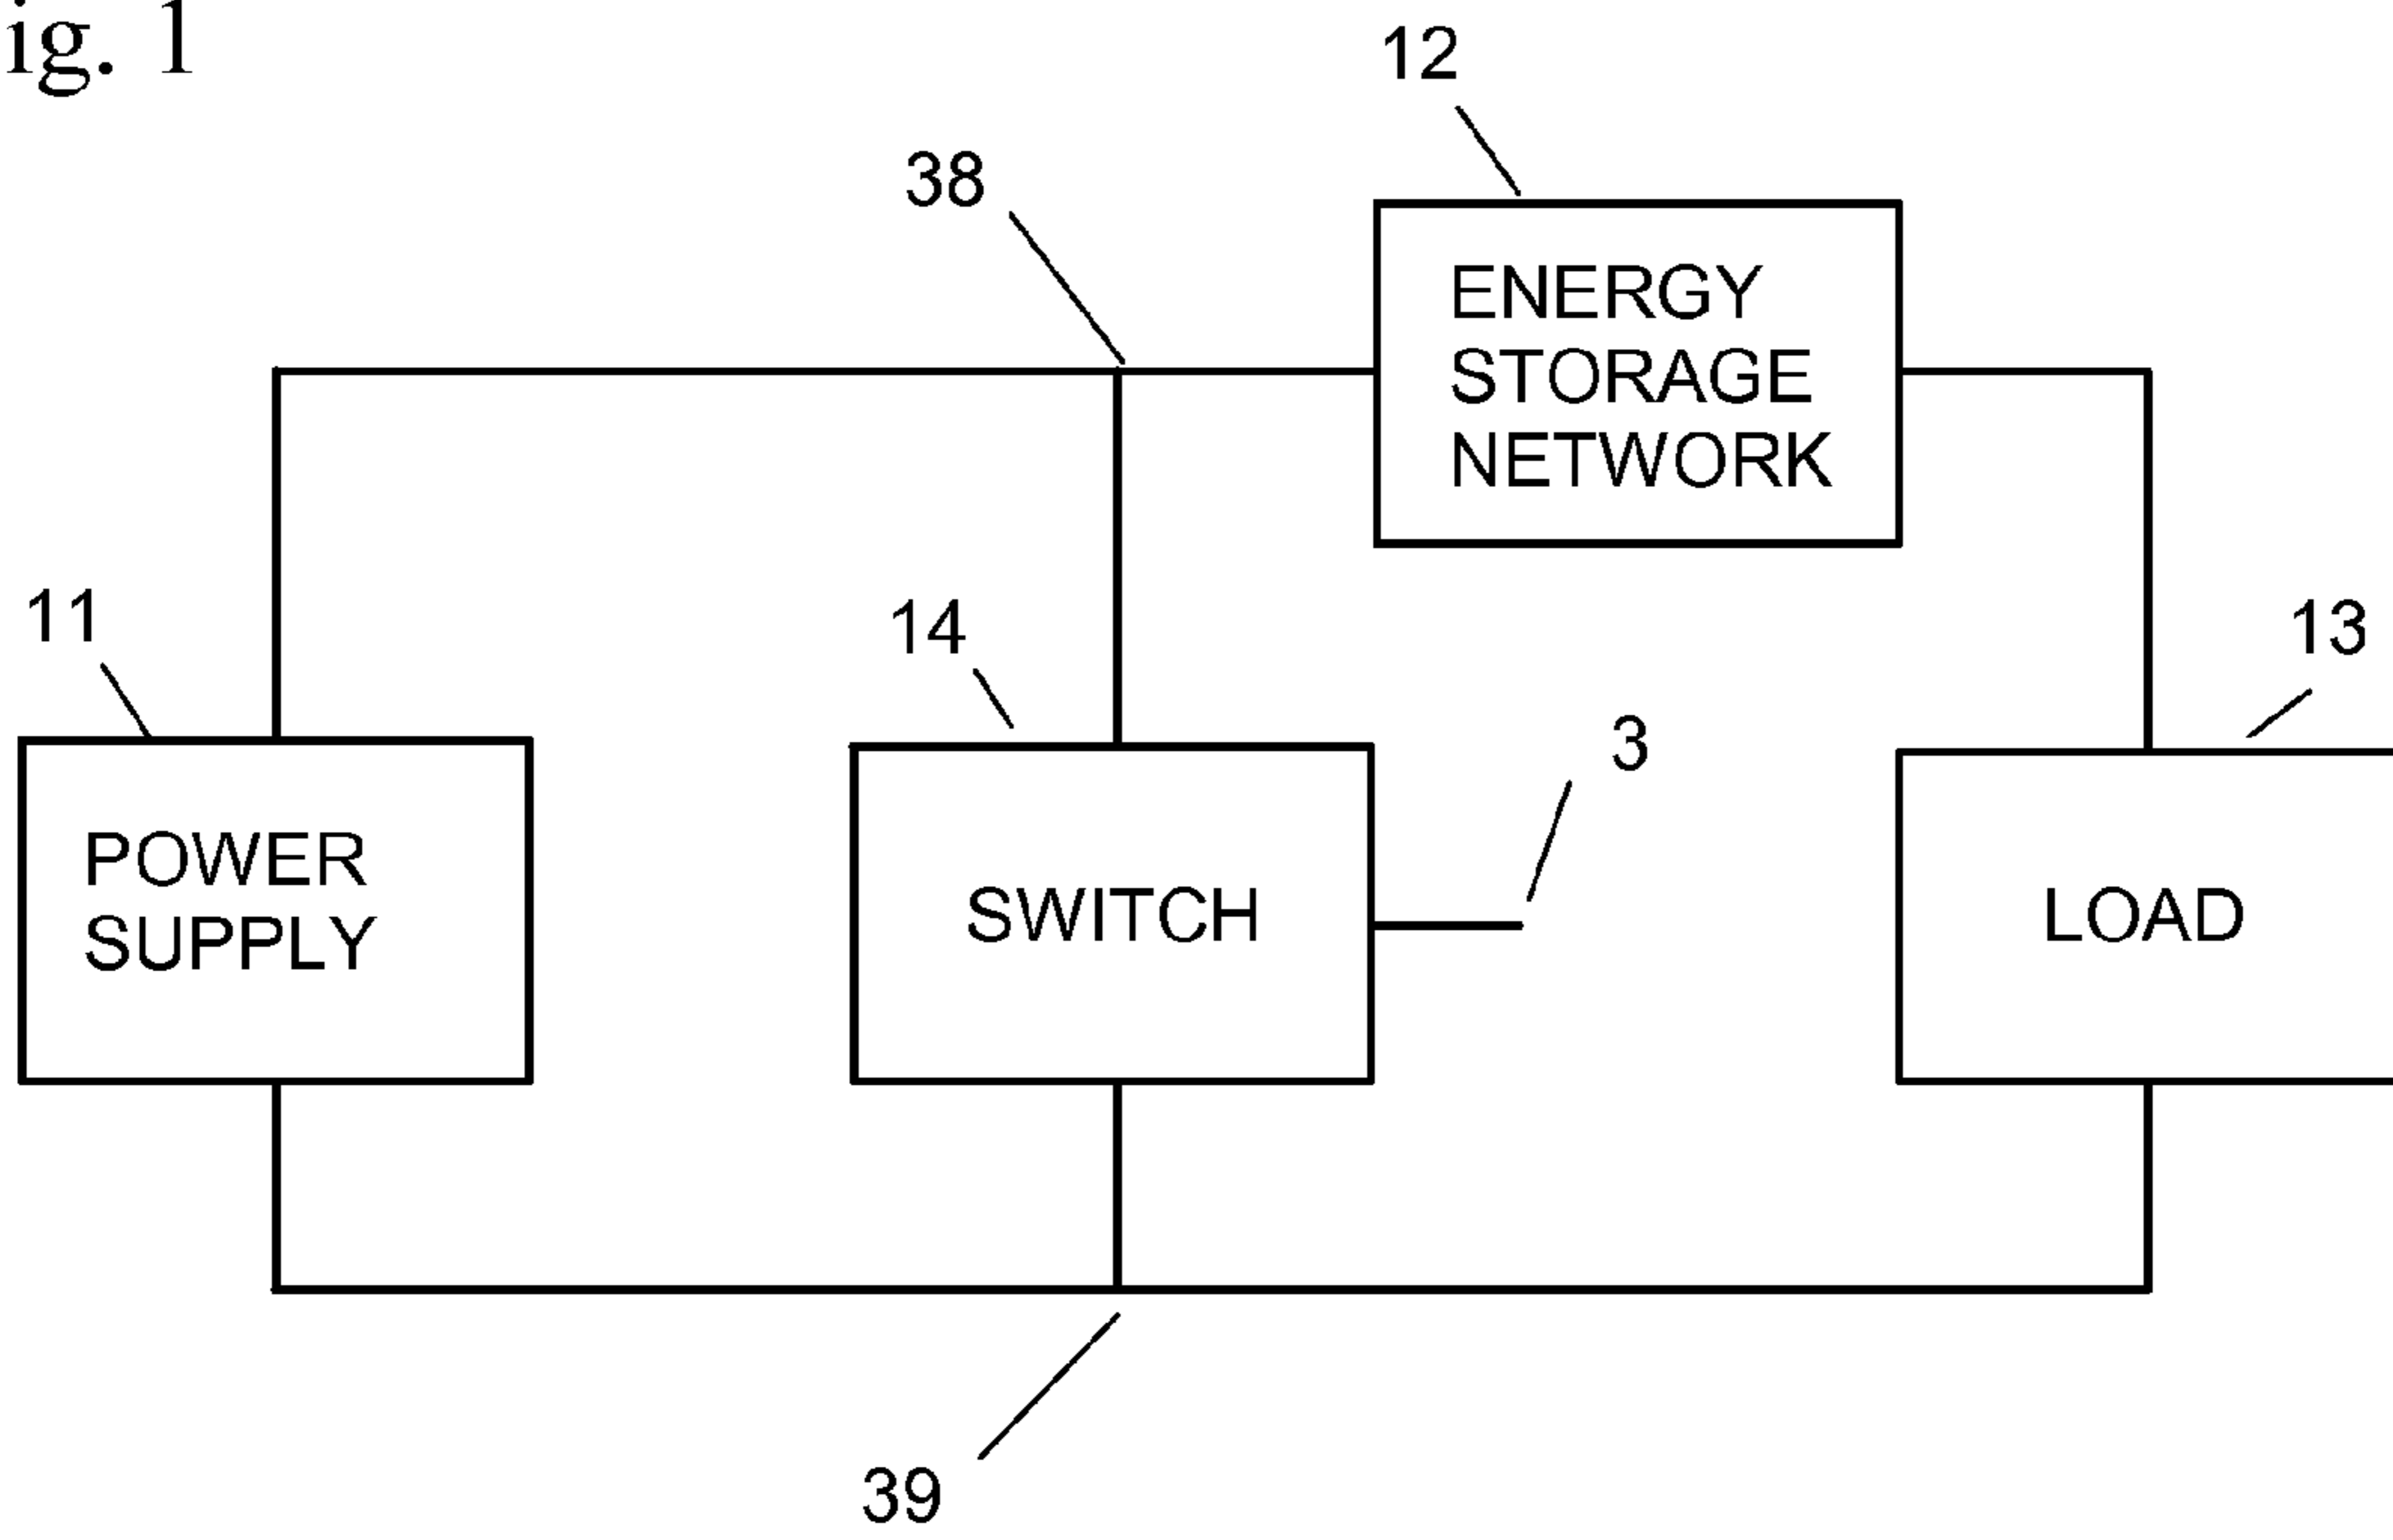 ig. 1
12
38
ENERGY
STORAGE
NETWORK
11
14
13
3
POWER
SUPPLY
SWITCH
LOAD
39